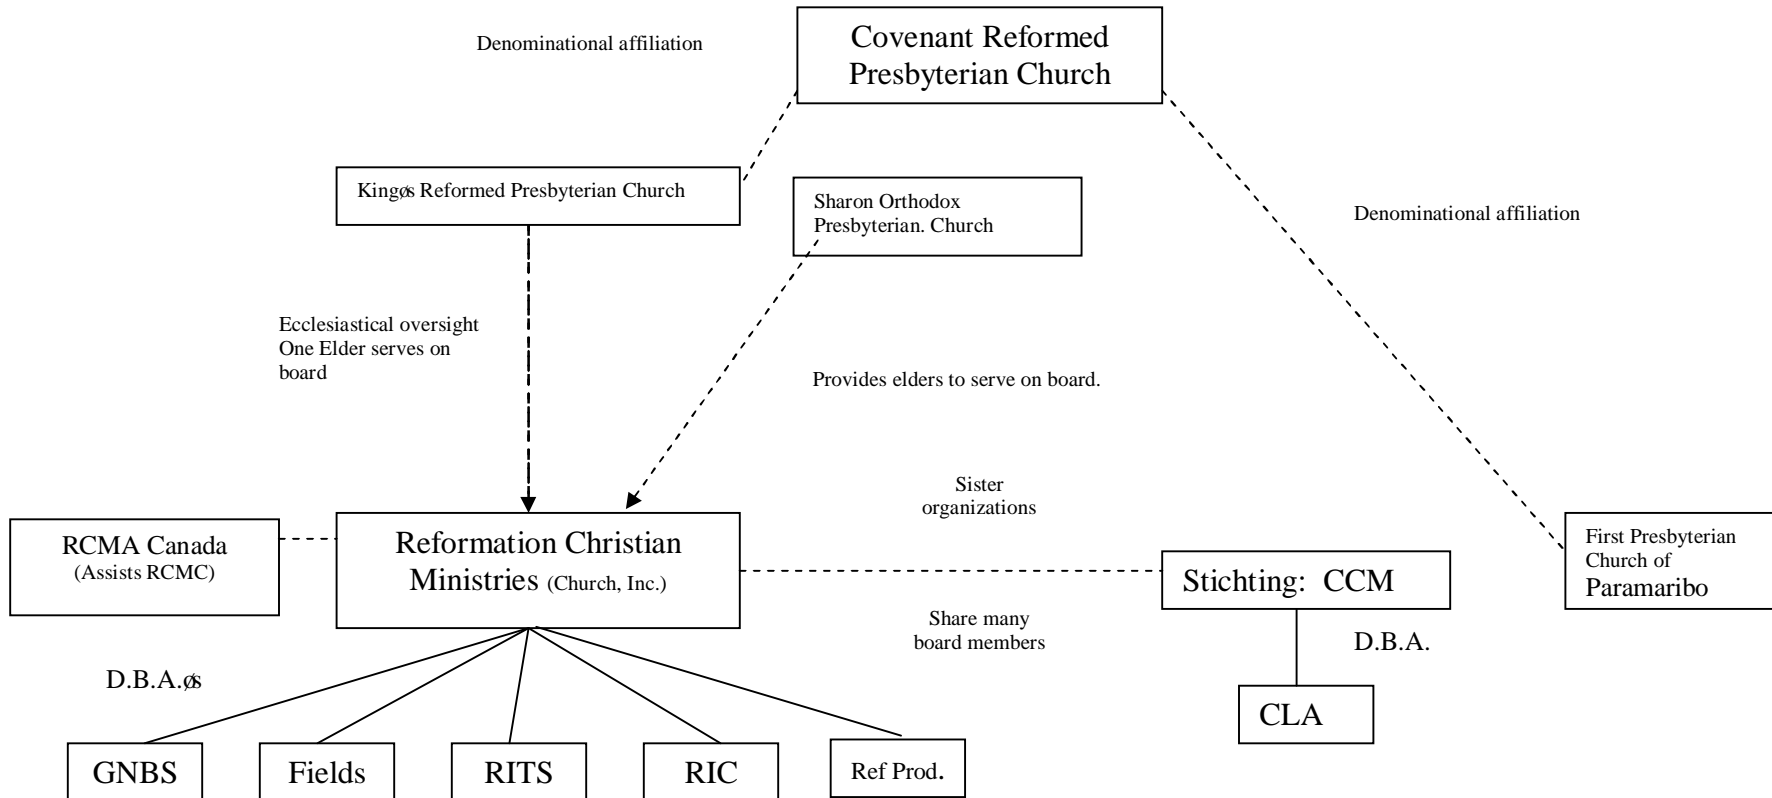 Denominational affiliation
Covenant Reformed
Presbyterian Church
Kingøs Reformed Presbyterian Church
Sharon Orthodox
Presbyterian. Church
Denominational affiliation
Ecclesiastical oversight
One Elder serves on
board
Provides elders to serve on board.
Sister
organizations
RCMA Canada
(Assists RCMC)
Reformation Christian
Ministries (Church, Inc.)
Stichting: CCM
First Presbyterian
Church of
Paramaribo
Share many
board members
D.B.A.
D.B.A.øs
CLA
GNBS
Fields
RITS
RIC
Ref Prod.